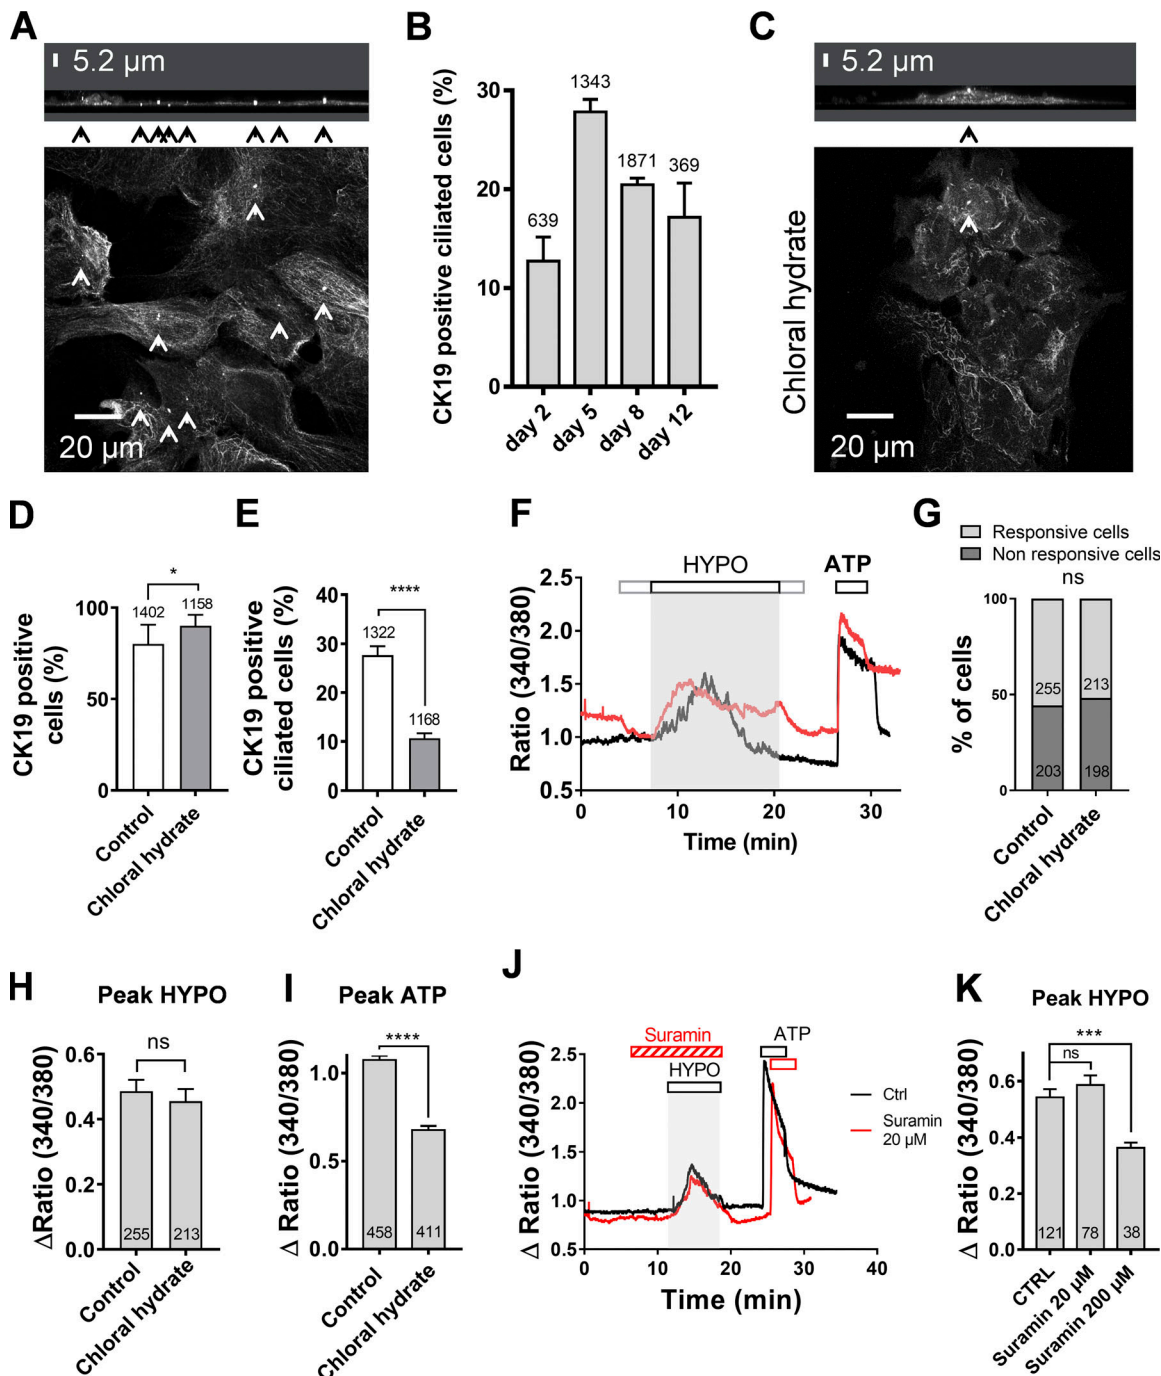 A
5.2 µm
20 µm
B
CK19 positive ciliated cells (%)
30
20
10
0
639
1343
1871
369
day 2
day 5
day 8
day 12
C
5.2 µm
Chloral hydrate
20 µm
D
CK19 positive
cells (%)
100
50
0
*
1402
1158
Control
Chloral hydrate
E
CK19 positive
ciliated cells (%)
40
30
20
10
0
****
1322
1168
Control
Chloral hydrate
F
HYPO
ATP
Ratio (340/380)
2.5
2.0
1.5
1.0
0.5
0
10
20
30
Time (min)
G
Responsive cells
Non responsive cells
ns
% of cells
100
50
0
255
213
203
198
Control
Chloral hydrate
H
Peak HYPO
ΔRatio (340/380)
0.6
0.4
0.2
0.0
ns
255
213
Control
Chloral hydrate
I
Peak ATP
Δ Ratio (340/380)
1.0
0.5
0.0
****
458
411
Control
Chloral hydrate
J
Suramin
HYPO
ATP
Δ Ratio (340/380)
2.5
2.0
1.5
1.0
0.5
0
10
20
30
40
Time (min)
Ctrl
Suramin
20 µM
K
Peak HYPO
Δ Ratio (340/380)
0.6
0.4
0.2
0.0
***
ns
121
78
38
CTRL
Suramin 20 µM
Suramin 200 µM